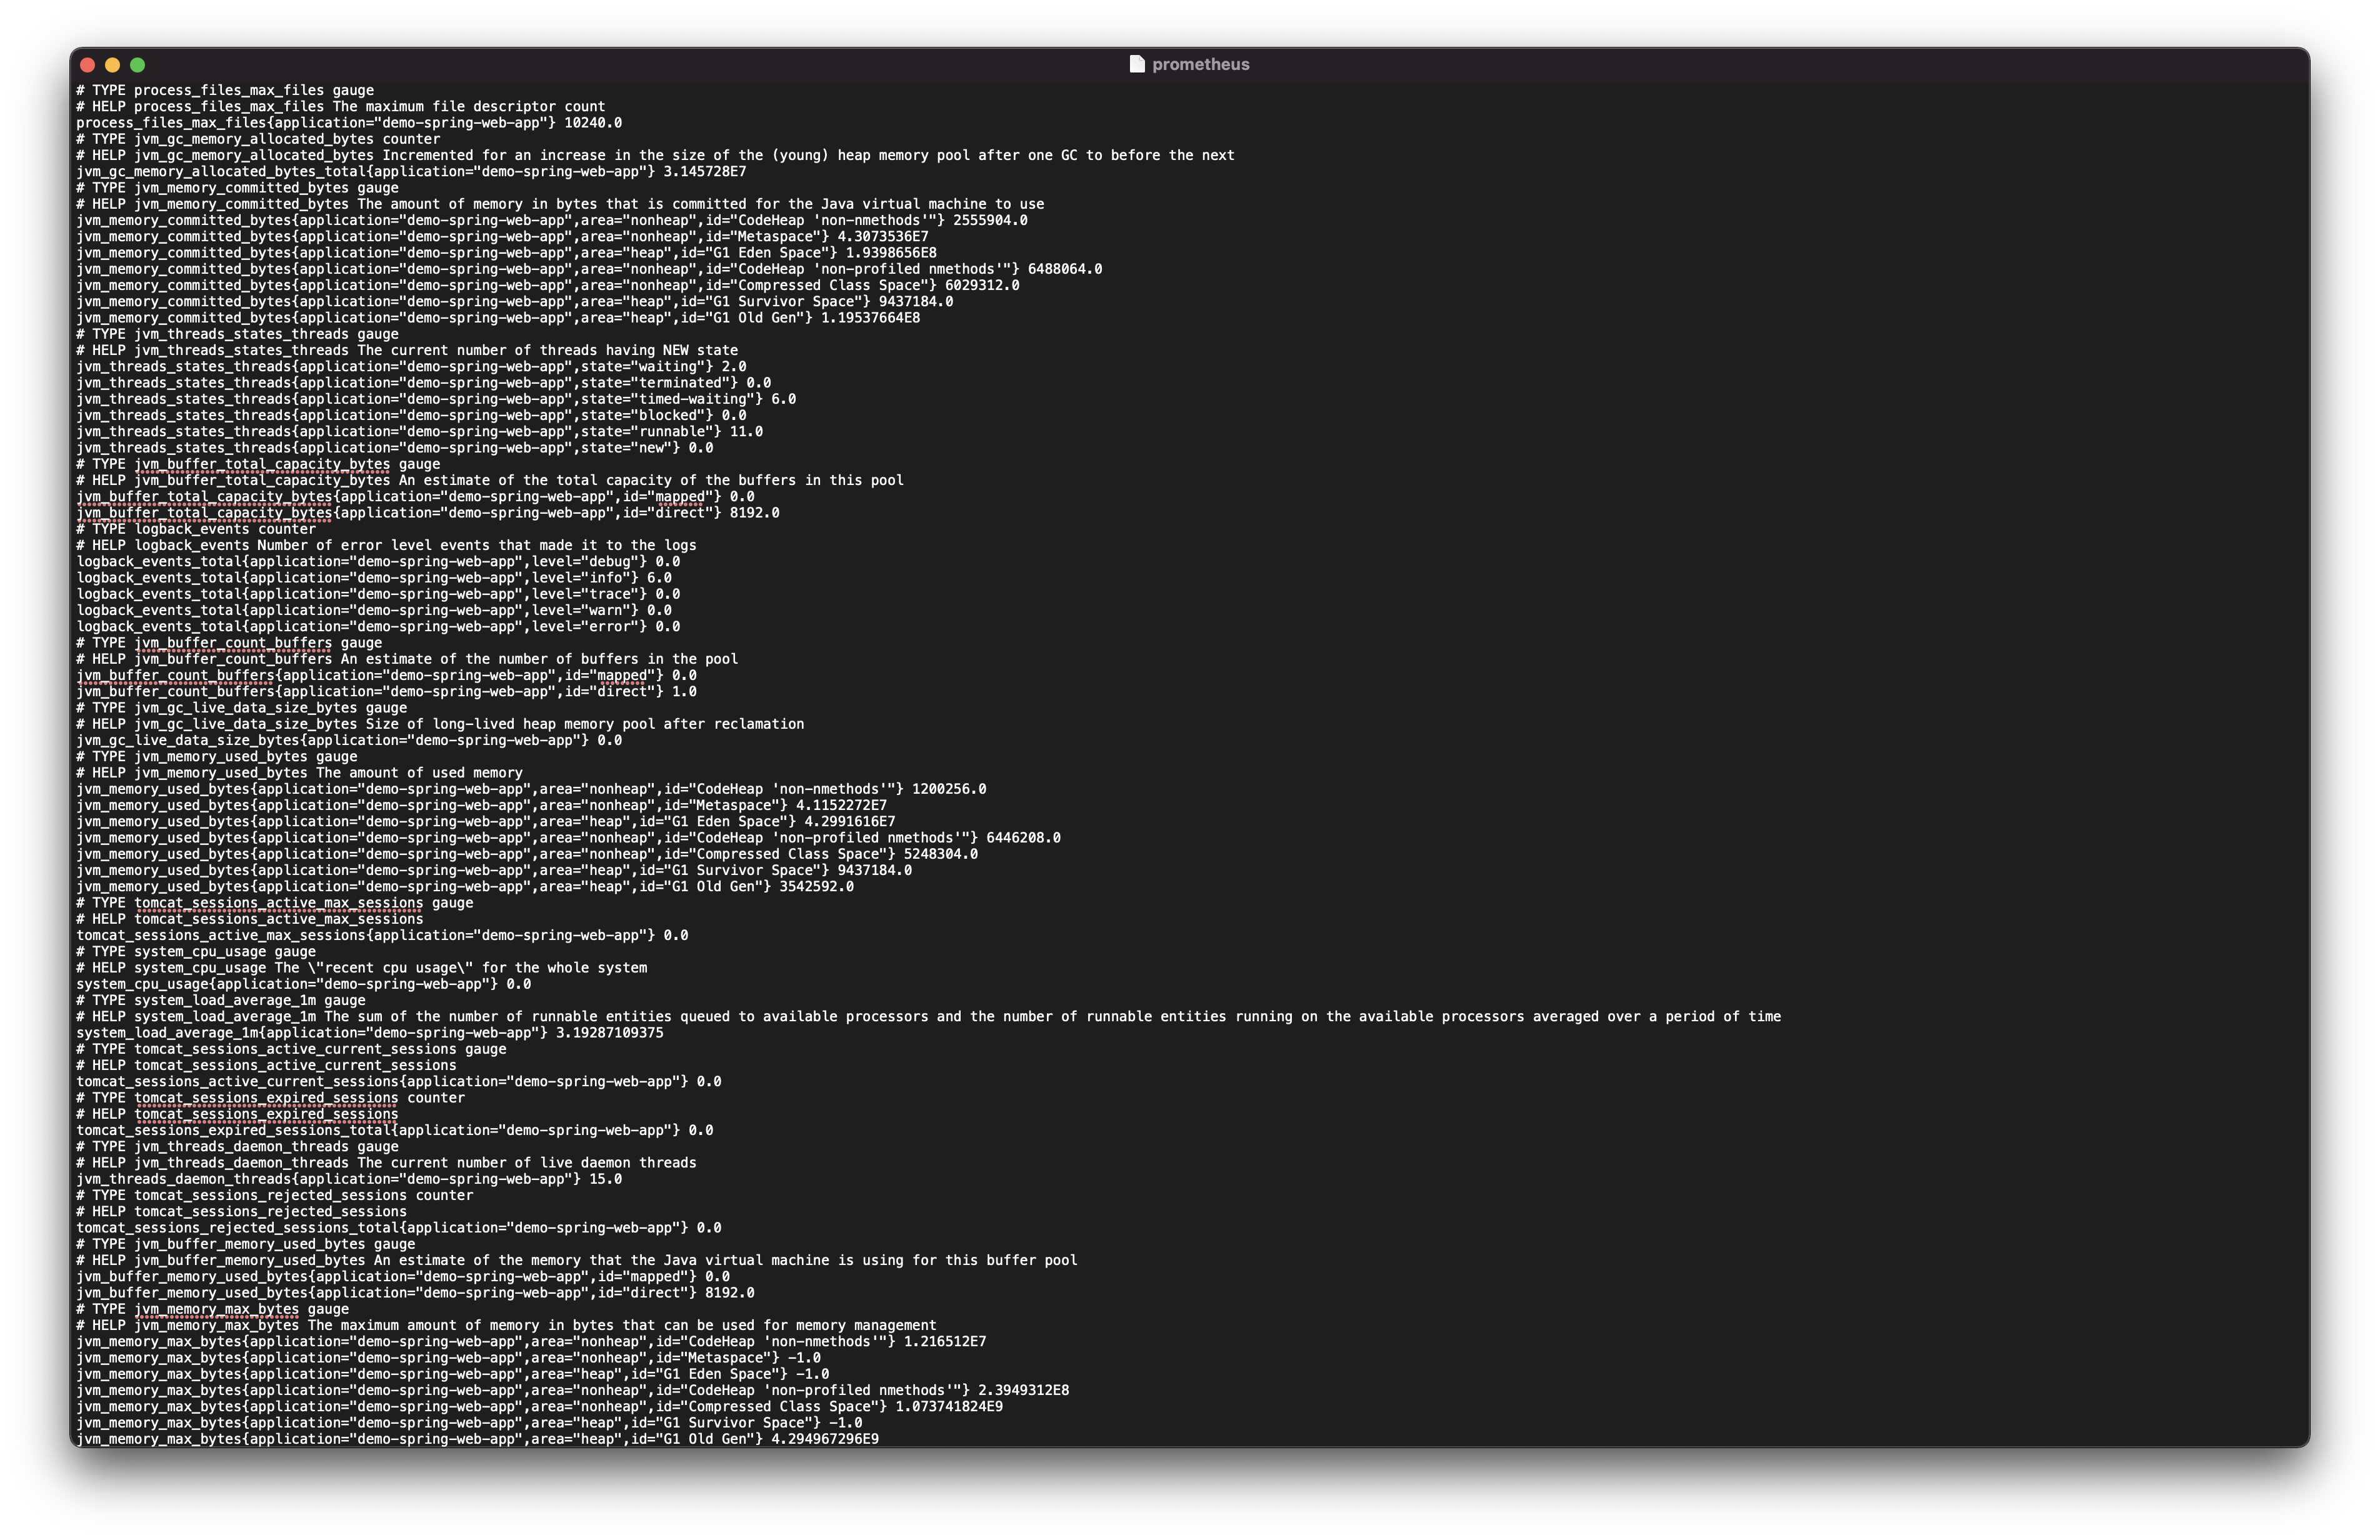 prometheus
# TYPE process_files_max_files gauge
# HELP process_files_max_files The maximum file descriptor count
process_files_max_files{application="demo-spring-web-app"} 10240.0
# TYPE jvm_gc_memory_allocated_bytes counter
# HELP jvm_gc_memory_allocated_bytes Incremented for an increase in the size of the (young) heap memory pool after one GC to before the next
jvm_gc_memory_allocated_bytes_total{application="demo-spring-web-app"} 3.145728E7
# TYPE jvm_memory_committed_bytes gauge
# HELP jvm_memory_committed_bytes The amount of memory in bytes that is committed for the Java virtual machine to use
jvm_memory_committed_bytes{application="demo-spring-web-app",area="nonheap",id="CodeHeap 'non-nmethods'"} 2555904.0
jvm_memory_committed_bytes{application="demo-spring-web-app",area="nonheap",id="Metaspace"} 4.3073536E7
jvm_memory_committed_bytes{application="demo-spring-web-app",area="heap",id="G1 Eden Space"} 1.9398656E8
jvm_memory_committed_bytes{application="demo-spring-web-app",area="nonheap",id="CodeHeap 'non-profiled nmethods'"} 6488064.0
jvm_memory_committed_bytes{application="demo-spring-web-app",area="nonheap",id="Compressed Class Space"} 6029312.0
jvm_memory_committed_bytes{application="demo-spring-web-app",area="heap",id="G1 Survivor Space"} 9437184.0
jvm_memory_committed_bytes{application="demo-spring-web-app",area="heap",id="G1 Old Gen"} 1.19537664E8
# TYPE jvm_threads_states_threads gauge
# HELP jvm_threads_states_threads The current number of threads having NEW state
jvm_threads_states_threads{application="demo-spring-web-app",state="waiting"} 2.0
jvm_threads_states_threads{application="demo-spring-web-app",state="terminated"} 0.0
jvm_threads_states_threads{application="demo-spring-web-app",state="timed-waiting"} 6.0
jvm_threads_states_threads{application="demo-spring-web-app",state="blocked"} 0.0
jvm_threads_states_threads{application="demo-spring-web-app",state="runnable"} 11.0
jvm_threads_states_threads{application="demo-spring-web-app",state="new"} 0.0
# TYPE jvm_buffer_total_capacity_bytes gauge
# HELP jvm_buffer_total_capacity_bytes An estimate of the total capacity of the buffers in this pool
jvm_buffer_total_capacity_bytes{application="demo-spring-web-app",id="mapped"} 0.0
jvm_buffer_total_capacity_bytes{application="demo-spring-web-app",id="direct"} 8192.0
# TYPE logback_events counter
# HELP logback_events Number of error level events that made it to the logs
logback_events_total{application="demo-spring-web-app",level="debug"} 0.0
logback_events_total{application="demo-spring-web-app",level="info"} 6.0
logback_events_total{application="demo-spring-web-app",level="trace"} 0.0
logback_events_total{application="demo-spring-web-app",level="warn"} 0.0
logback_events_total{application="demo-spring-web-app",level="error"} 0.0
# TYPE jvm_buffer_count_buffers gauge
# HELP jvm_buffer_count_buffers An estimate of the number of buffers in the pool
jvm_buffer_count_buffers{application="demo-spring-web-app",id="mapped"} 0.0
jvm_buffer_count_buffers{application="demo-spring-web-app",id="direct"} 1.0
# TYPE jvm_gc_live_data_size_bytes gauge
# HELP jvm_gc_live_data_size_bytes Size of long-lived heap memory pool after reclamation
jvm_gc_live_data_size_bytes{application="demo-spring-web-app"} 0.0
# TYPE jvm_memory_used_bytes gauge
# HELP jvm_memory_used_bytes The amount of used memory
jvm_memory_used_bytes{application="demo-spring-web-app",area="nonheap",id="CodeHeap 'non-nmethods'"} 1200256.0
jvm_memory_used_bytes{application="demo-spring-web-app",area="nonheap",id="Metaspace"} 4.1152272E7
jvm_memory_used_bytes{application="demo-spring-web-app",area="heap",id="G1 Eden Space"} 4.2991616E7
jvm_memory_used_bytes{application="demo-spring-web-app",area="nonheap",id="CodeHeap 'non-profiled nmethods'"} 6446208.0
jvm_memory_used_bytes{application="demo-spring-web-app",area="nonheap",id="Compressed Class Space"} 5248304.0
jvm_memory_used_bytes{application="demo-spring-web-app",area="heap",id="G1 Survivor Space"} 9437184.0
jvm_memory_used_bytes{application="demo-spring-web-app",area="heap",id="G1 Old Gen"} 3542592.0
# TYPE tomcat_sessions_active_max_sessions gauge
# HELP tomcat_sessions_active_max_sessions
tomcat_sessions_active_max_sessions{application="demo-spring-web-app"} 0.0
# TYPE system_cpu_usage gauge
# HELP system_cpu_usage The \"recent cpu usage\" for the whole system
system_cpu_usage{application="demo-spring-web-app"} 0.0
# TYPE system_load_average_1m gauge
# HELP system_load_average_1m The sum of the number of runnable entities queued to available processors and the number of runnable entities running on the available processors averaged over a period of time
system_load_average_1m{application="demo-spring-web-app"} 3.19287109375
# TYPE tomcat_sessions_active_current_sessions gauge
# HELP tomcat_sessions_active_current_sessions
tomcat_sessions_active_current_sessions{application="demo-spring-web-app"} 0.0
# TYPE tomcat_sessions_expired_sessions counter
# HELP tomcat_sessions_expired_sessions
tomcat_sessions_expired_sessions_total{application="demo-spring-web-app"} 0.0
# TYPE jvm_threads_daemon_threads gauge
# HELP jvm_threads_daemon_threads The current number of live daemon threads
jvm_threads_daemon_threads{application="demo-spring-web-app"} 15.0
# TYPE tomcat_sessions_rejected_sessions counter
# HELP tomcat_sessions_rejected_sessions
tomcat_sessions_rejected_sessions_total{application="demo-spring-web-app"} 0.0
# TYPE jvm_buffer_memory_used_bytes gauge
# HELP jvm_buffer_memory_used_bytes An estimate of the memory that the Java virtual machine is using for this buffer pool
jvm_buffer_memory_used_bytes{application="demo-spring-web-app",id="mapped"} 0.0
jvm_buffer_memory_used_bytes{application="demo-spring-web-app",id="direct"} 8192.0
# TYPE jvm_memory_max_bytes gauge
# HELP jvm_memory_max_bytes The maximum amount of memory in bytes that can be used for memory management
jvm_memory_max_bytes{application="demo-spring-web-app",area="nonheap",id="CodeHeap 'non-nmethods'"} 1.216512E7
jvm_memory_max_bytes{application="demo-spring-web-app",area="nonheap",id="Metaspace"} -1.0
jvm_memory_max_bytes{application="demo-spring-web-app",area="heap",id="G1 Eden Space"} -1.0
jvm_memory_max_bytes{application="demo-spring-web-app",area="nonheap",id="CodeHeap 'non-profiled nmethods'"} 2.3949312E8
jvm_memory_max_bytes{application="demo-spring-web-app",area="nonheap",id="Compressed Class Space"} 1.073741824E9
jvm_memory_max_bytes{application="demo-spring-web-app",area="heap",id="G1 Survivor Space"} -1.0
jvm_memory_max_bytes{application="demo-spring-web-app",area="heap",id="G1 Old Gen"} 4.294967296E9